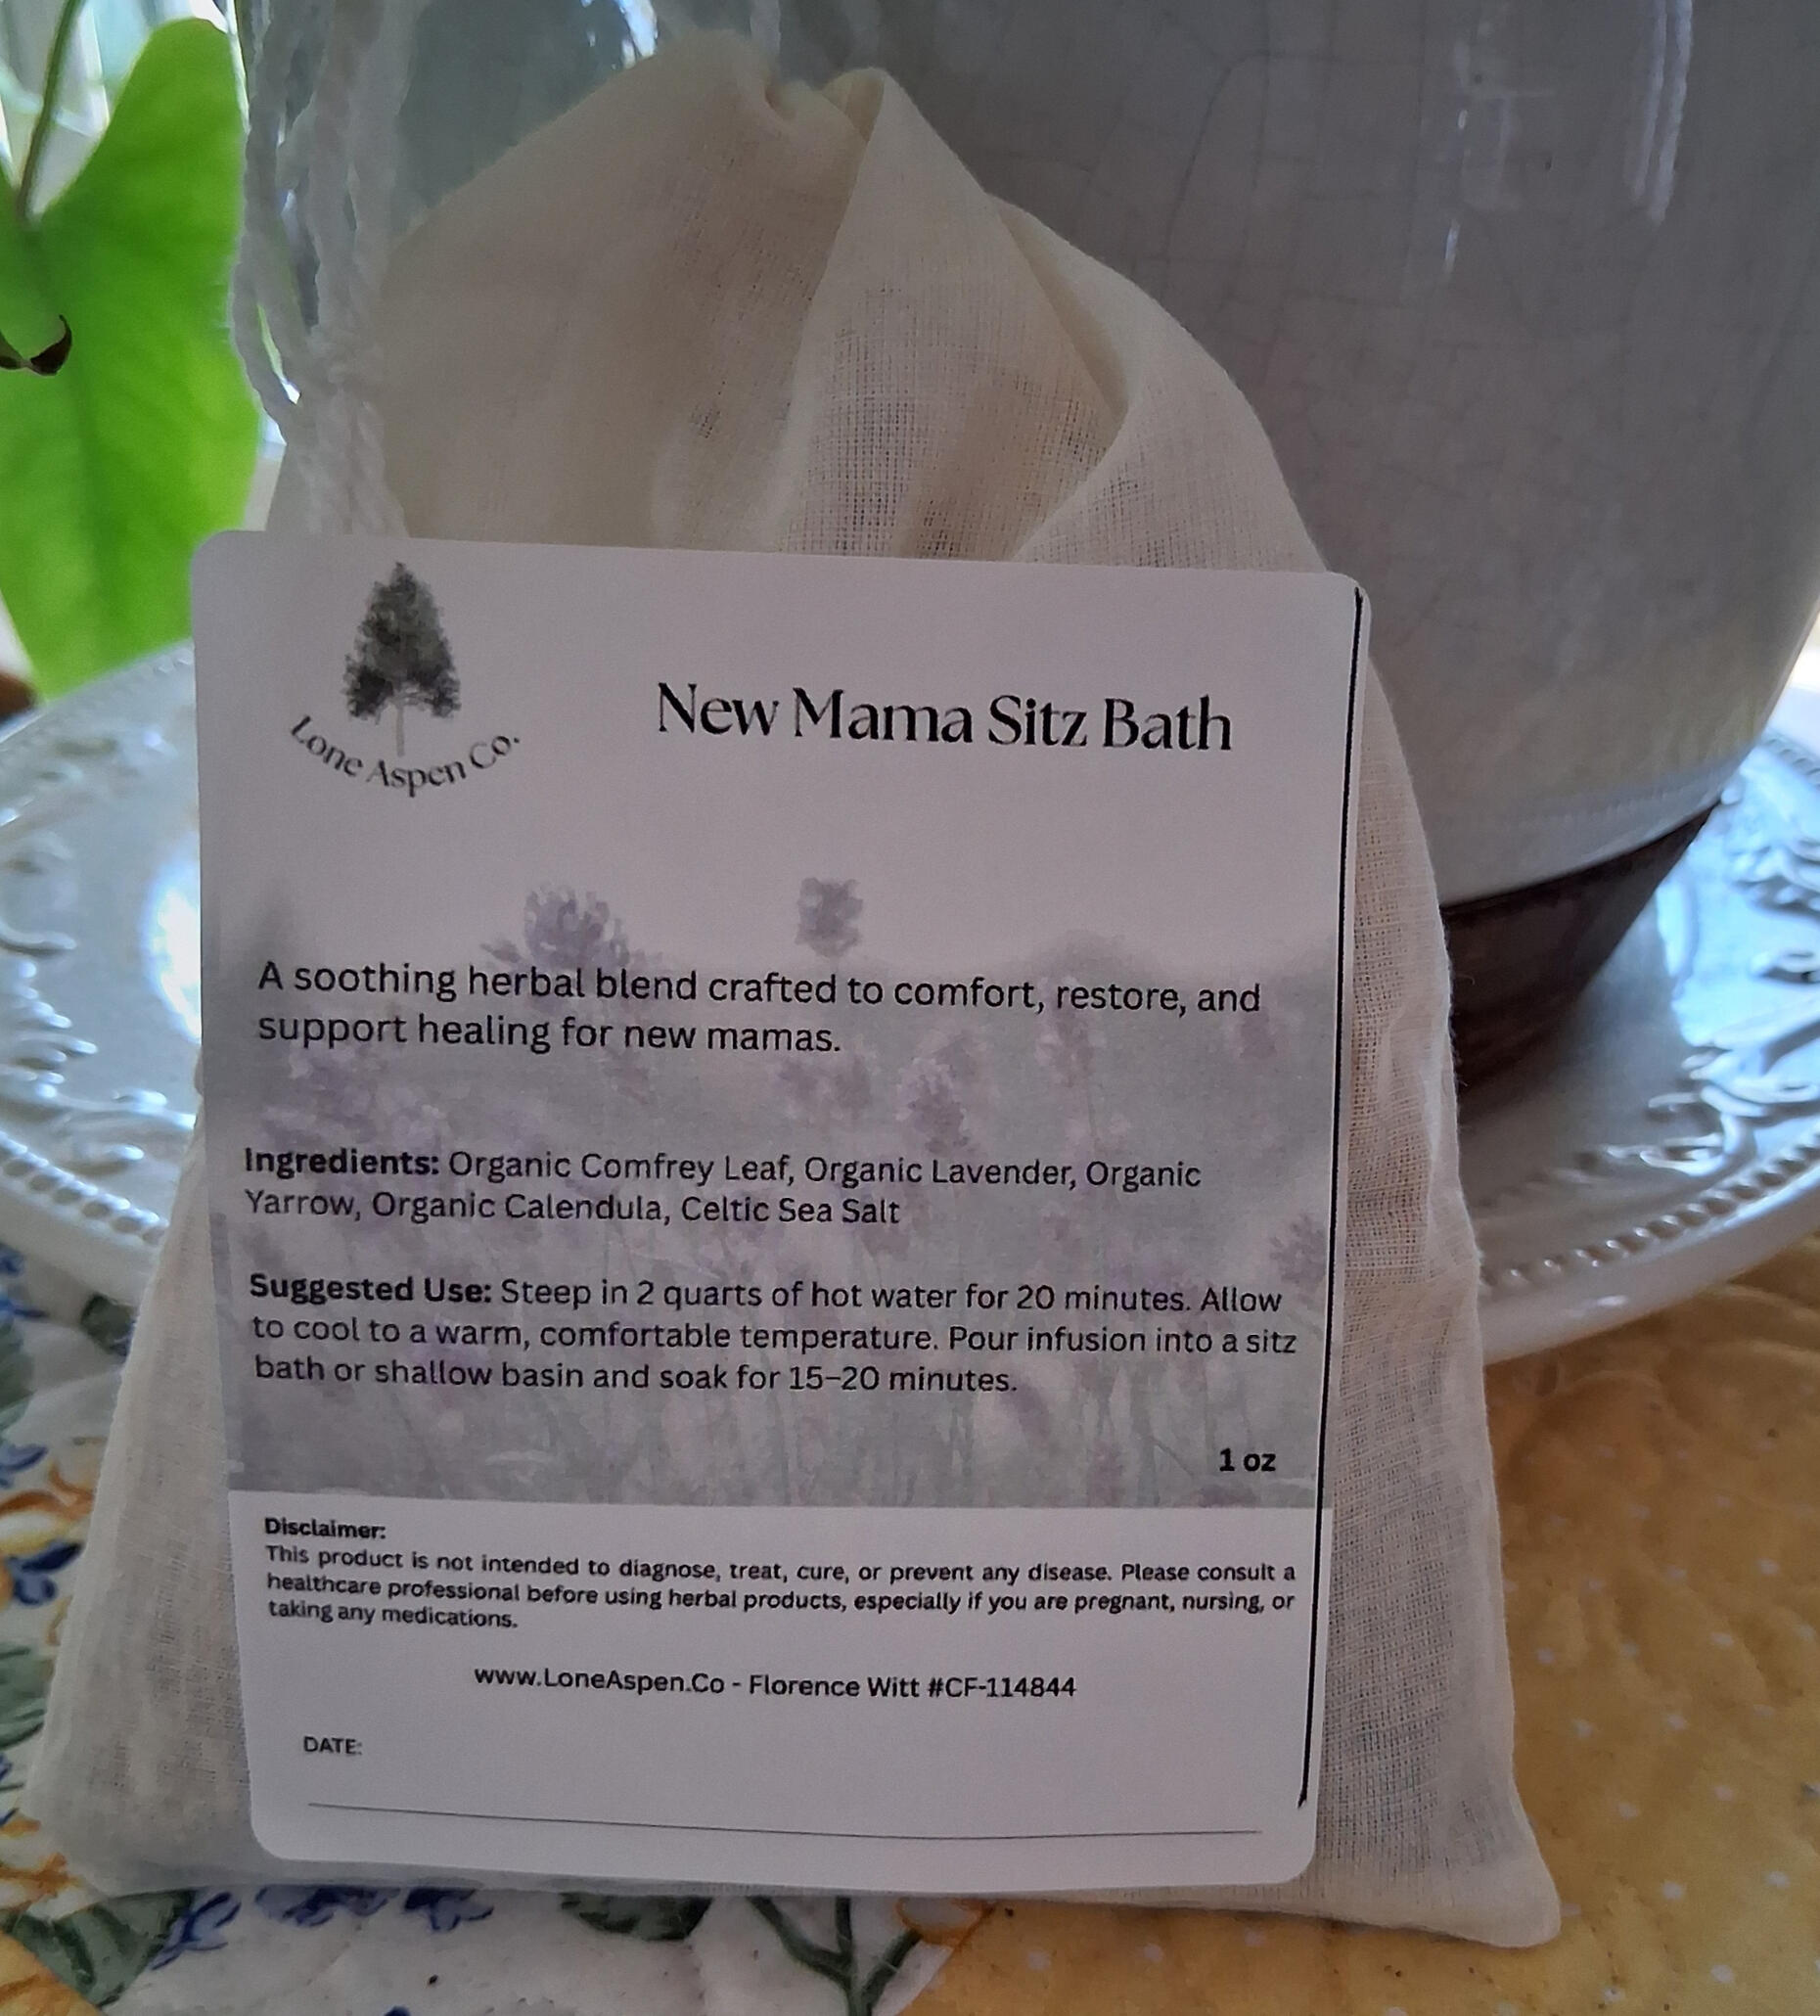 Lone Aspen Co.
New Mama Sitz Bath
A soothing herbal blend crafted to comfort, restore, and
support healing for new mamas.
Ingredients: Organic Comfrey Leaf, Organic Lavender, Organic
Yarrow, Organic Calendula, Celtic Sea Salt
Suggested Use: Steep in 2 quarts of hot water for 20 minutes. Allow
to cool to a warm, comfortable temperature. Pour infusion into a sitz
bath or shallow basin and soak for 15–20 minutes.
1 oz
Disclaimer:
This product is not intended to diagnose, treat, cure, or prevent any disease. Please consult a
healthcare professional before using herbal products, especially if you are pregnant, nursing, or
taking any medications.
www.LoneAspen.Co - Florence Witt #CF-114844
DATE: